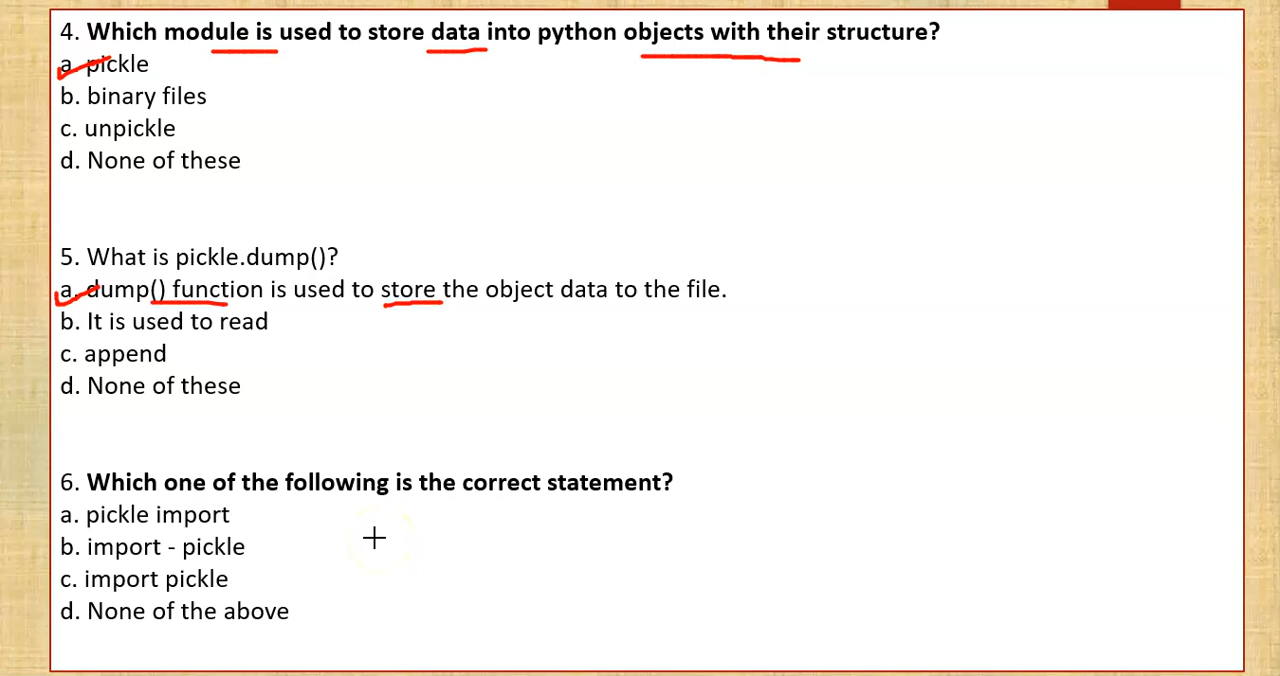 4. Which module is used to store data into python objects with their structure?
a. pickle
b. binary files
c. unpickle
d. None of these
5. What is pickle.dump()?
a. dump() function is used to store the object data to the file.
b. It is used to read
c. append
d. None of these
6. Which one of the following is the correct statement?
a. pickle import
b. import - pickle
c. import pickle
d. None of the above